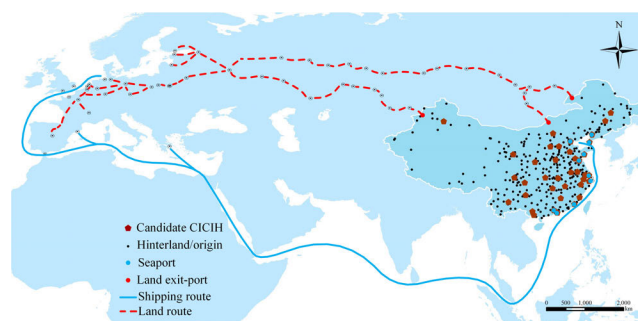 N
Candidate CICIH
Hinterland/origin
Seaport
Land exit-port
Shipping route
Land route
0 500 1,000 2,000
km